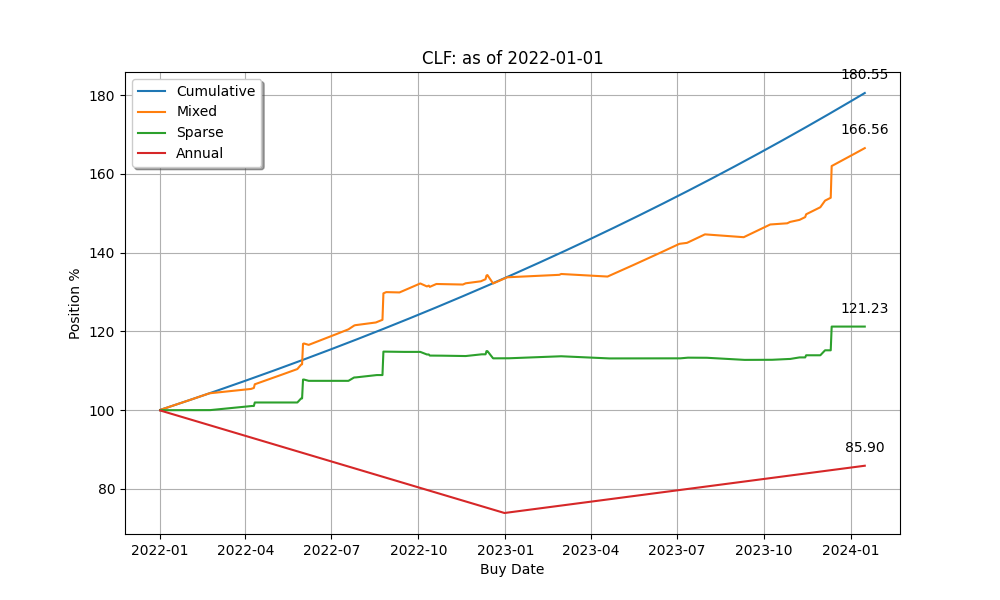 CLF: as of 2022-01-01
180.55
166.56
121.23
85.90
Cumulative
Mixed
Sparse
Annual
180
160
140
120
100
80
Position %
2022-01 2022-04 2022-07 2022-10 2023-01 2023-04 2023-07 2023-10 2024-01
Buy Date